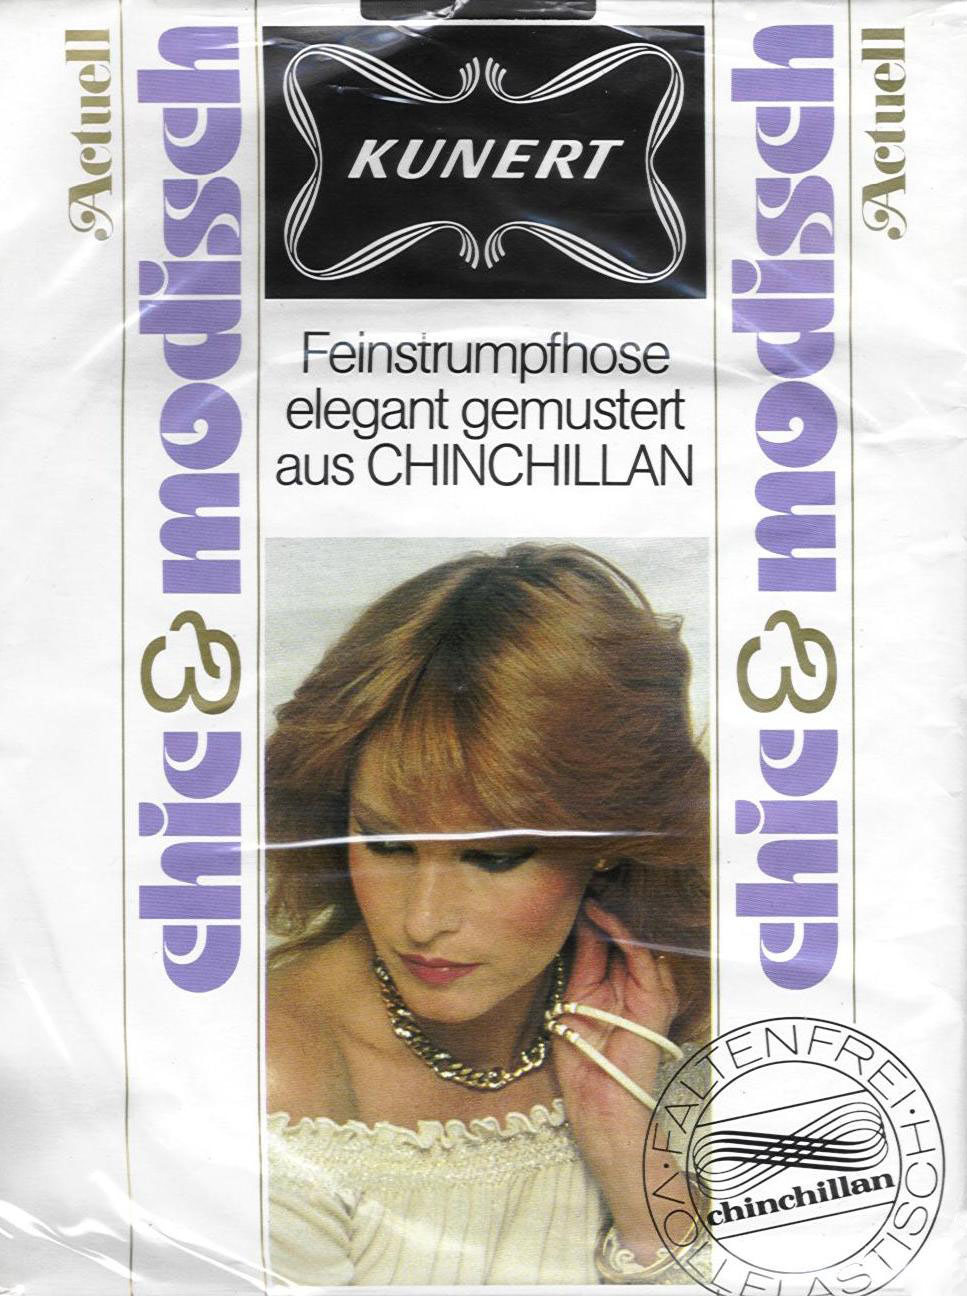 KUNERT
Feinstrumpfhose
elegant gemustert
aus CHINCHILLAN
Actuell
chic & modisch
chic & modisch
Actuell
FALTENFREI · VOLLELASTISCH ·
chinchillan